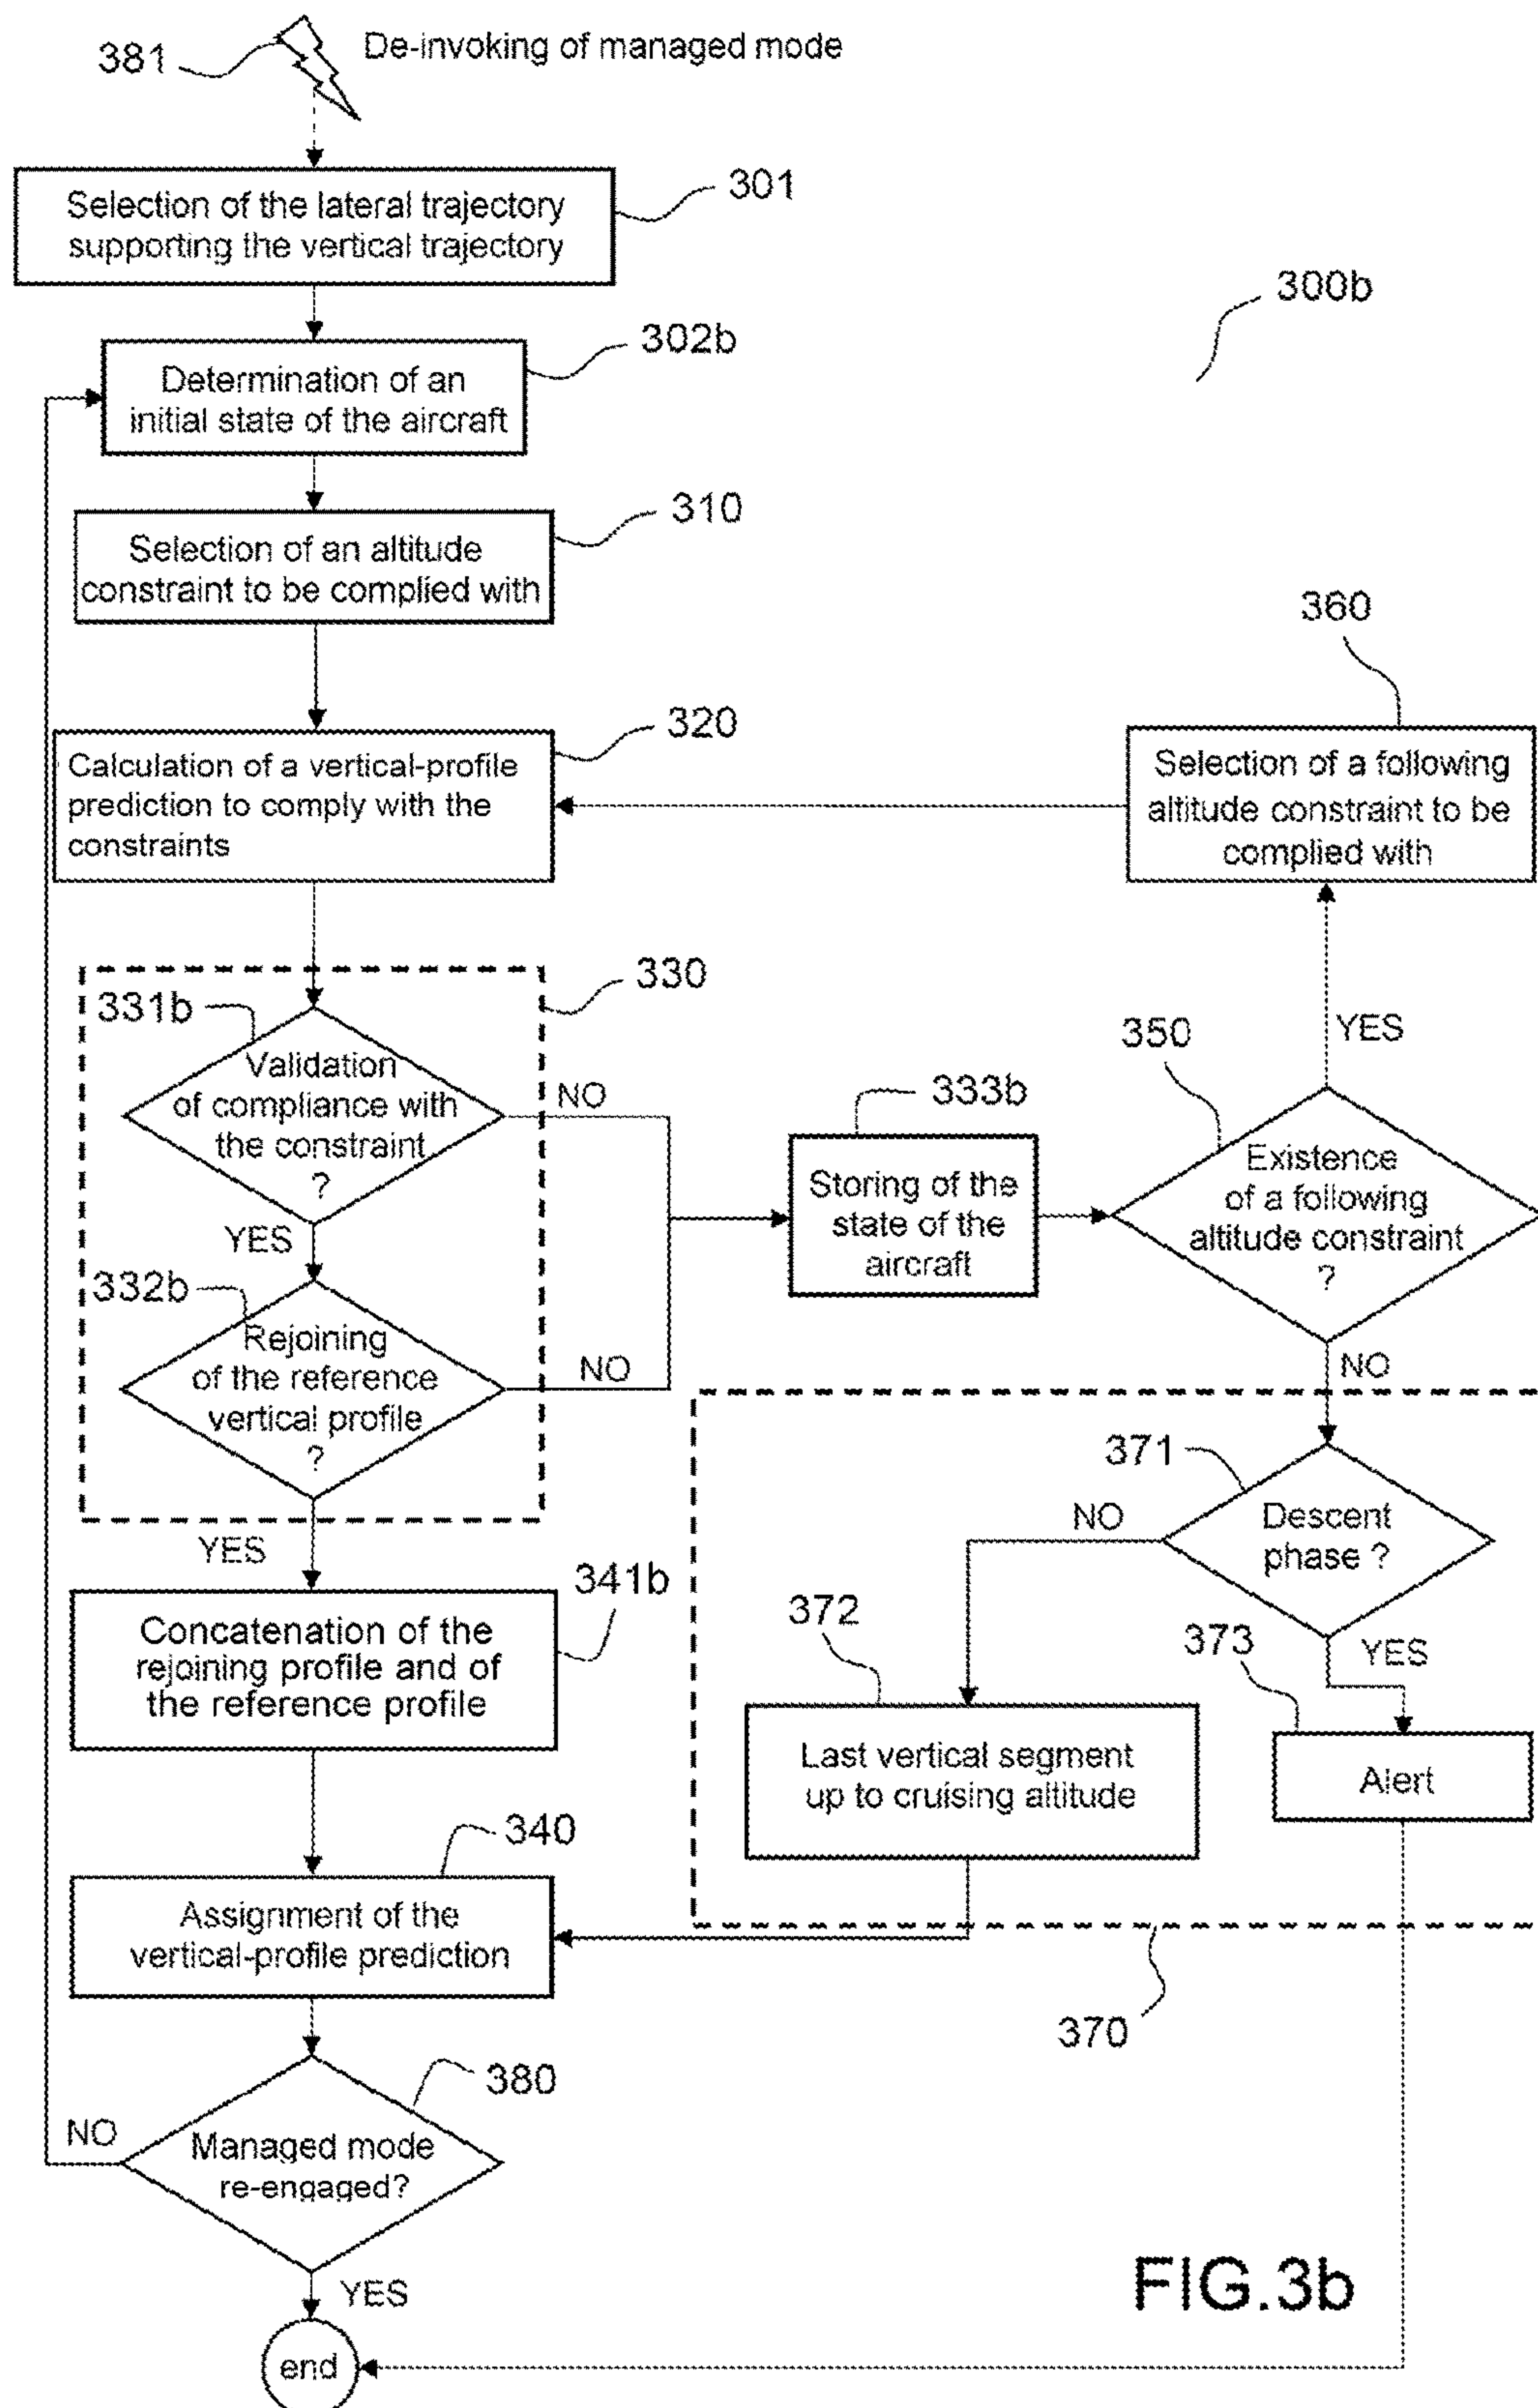 381
De-invoking of managed mode
301
Selection of the lateral trajectory
supporting the vertical trajectory
300b
302b
Determination of an
initial state of the aircraft
310
Selection of an altitude
constraint to be complied with
360
320
Calculation of a vertical-profile
prediction to comply with the
constraints
Selection of a following
altitude constraint to be
complied with
330
331b
Validation
of compliance with
the constraint
?
NO
YES
333b
Storing of the
state of the
aircraft
350
YES
Existence
of a following
altitude constraint
?
NO
332b
Rejoining
of the reference
vertical profile
?
NO
YES
371
Descent
phase ?
NO
YES
341b
Concatenation of the
rejoining profile and of
the reference profile
372
Last vertical segment
up to cruising altitude
373
Alert
340
Assignment of the
vertical-profile prediction
370
380
Managed mode
re-engaged?
NO
YES
end
FIG.3b